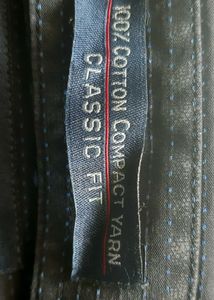 100% COTTON COMPACT YARN
CLASSIC FIT